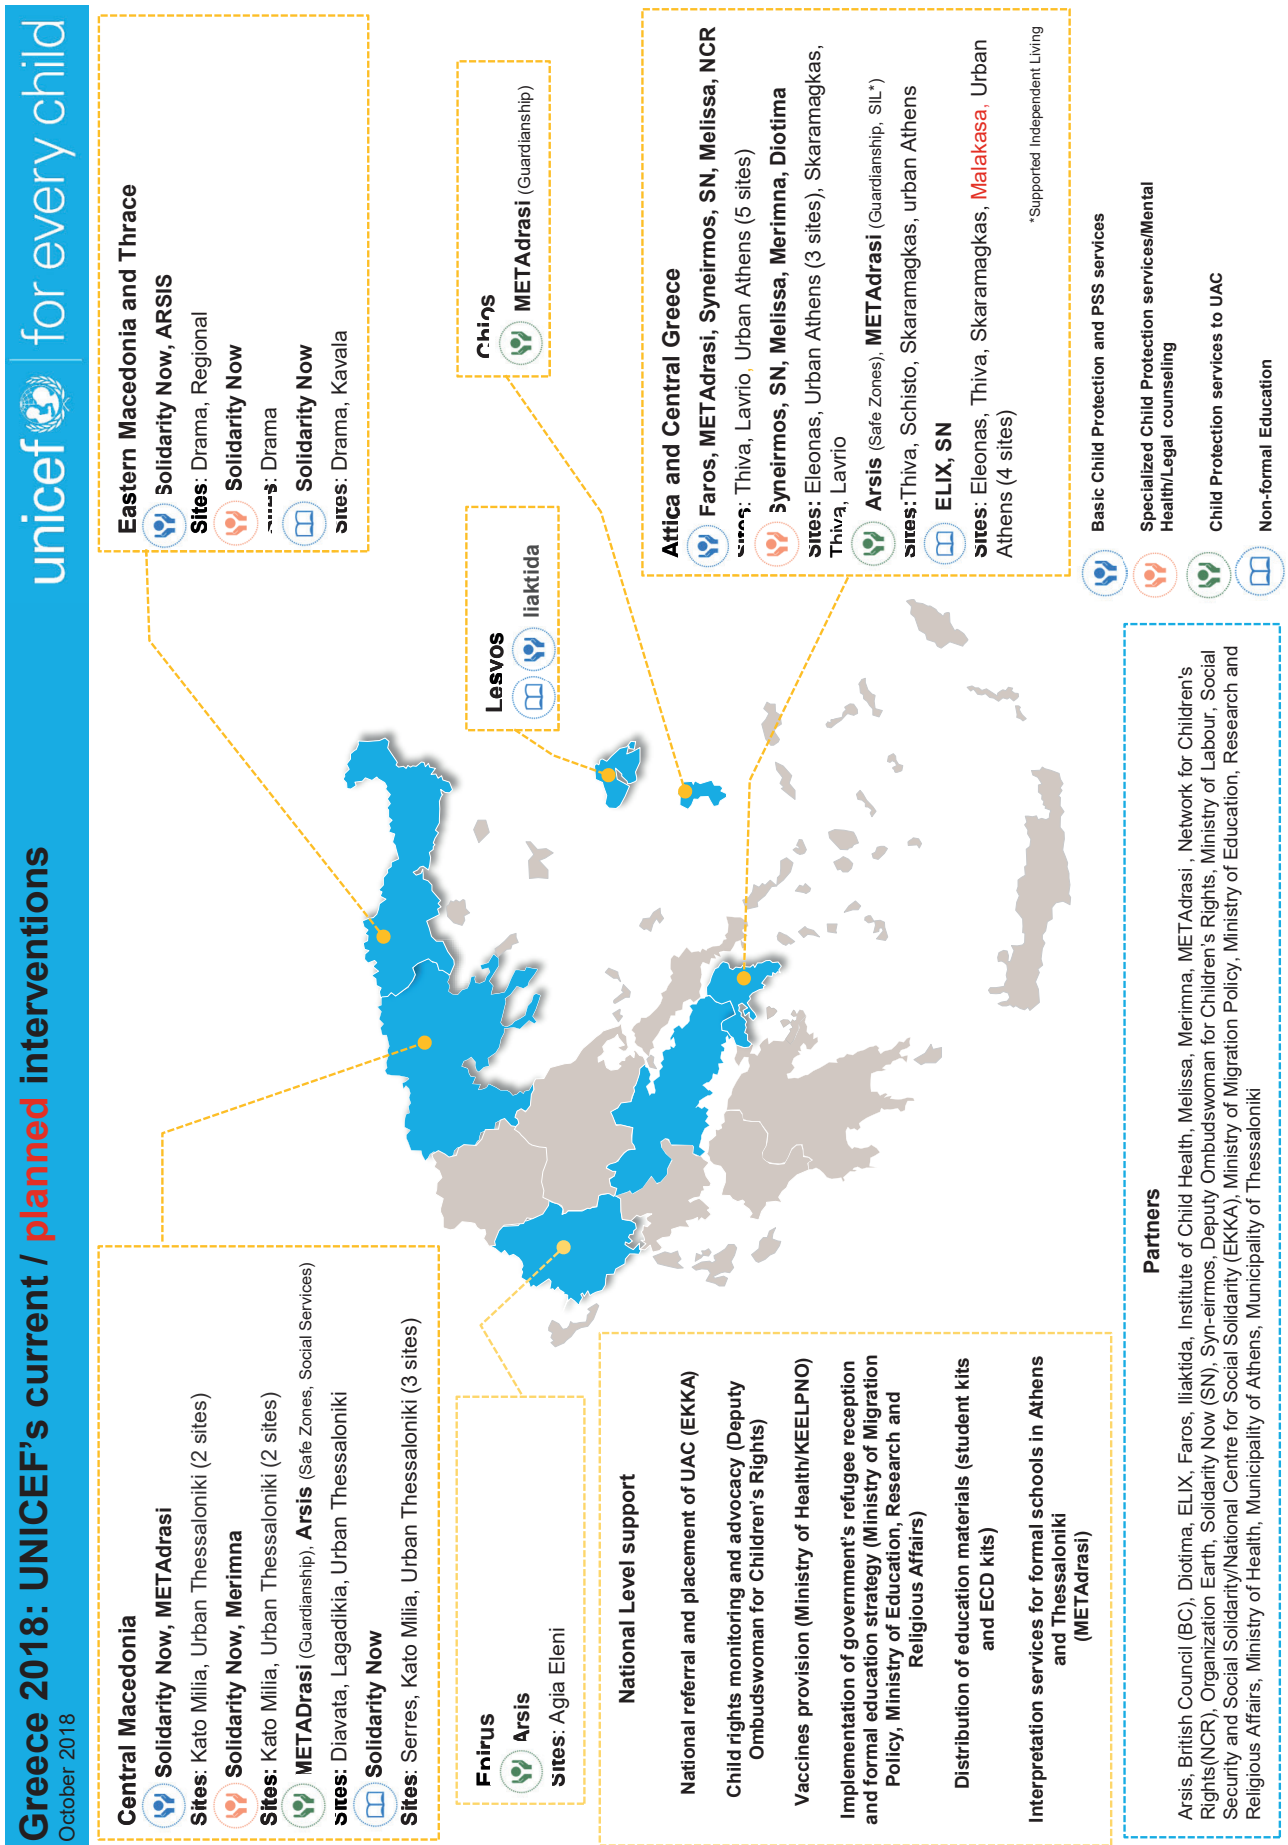 Greece 2018: UNICEF's current / planned interventions
October 2018
unicef | for every child
Central Macedonia
Solidarity Now, METAdrasi
Sites: Kato Milia, Urban Thessaloniki (2 sites)
Solidarity Now, Merimna
Sites: Kato Milia, Urban Thessaloniki (2 sites)
METADrasi (Guardianship), Arsis (Safe Zones, Social Services)
Sites: Diavata, Lagadikia, Urban Thessaloniki
Solidarity Now
Sites: Serres, Kato Milia, Urban Thessaloniki (3 sites)
Eastern Macedonia and Thrace
Solidarity Now, ARSIS
Sites: Drama, Regional
Solidarity Now
Sites: Drama
Solidarity Now
Sites: Drama, Kavala
Epirus
Arsis
Sites: Agia Eleni
Lesvos
Iliaktida
Chios
METAdrasi (Guardianship)
National Level support
National referral and placement of UAC (EKKA)
Child rights monitoring and advocacy (Deputy
Ombudswoman for Children's Rights)
Vaccines provision (Ministry of Health/KEELPNO)
Implementation of government's refugee reception
and formal education strategy (Ministry of Migration
Policy, Ministry of Education, Research and
Religious Affairs)
Distribution of education materials (student kits
and ECD kits)
Interpretation services for formal schools in Athens
and Thessaloniki
(METAdrasi)
Attica and Central Greece
Faros, METAdrasi, Syneirmos, SN, Melissa, NCR
Sites: Thiva, Lavrio, Urban Athens (5 sites)
Syneirmos, SN, Melissa, Merimna, Diotima
Sites: Eleonas, Urban Athens (3 sites), Skaramagkas,
Thiva, Lavrio
Arsis (Safe Zones), METAdrasi (Guardianship, SIL*)
Sites:Thiva, Schisto, Skaramagkas, urban Athens
ELIX, SN
Sites: Eleonas, Thiva, Skaramagkas, Malakasa, Urban
Athens (4 sites)
*Supported Independent Living
Basic Child Protection and PSS services
Specialized Child Protection services/Mental
Health/Legal counseling
Child Protection services to UAC
Non-formal Education
Partners
Arsis, British Council (BC), Diotima, ELIX, Faros, Iliaktida, Institute of Child Health, Melissa, Merimna, METAdrasi , Network for Children's
Rights(NCR), Organization Earth, Solidarity Now (SN), Syn-eirmos, Deputy Ombudswoman for Children's Rights, Ministry of Labour, Social
Security and Social Solidarity/National Centre for Social Solidarity (EKKA), Ministry of Migration Policy, Ministry of Education, Research and
Religious Affairs, Ministry of Health, Municipality of Athens, Municipality of Thessaloniki